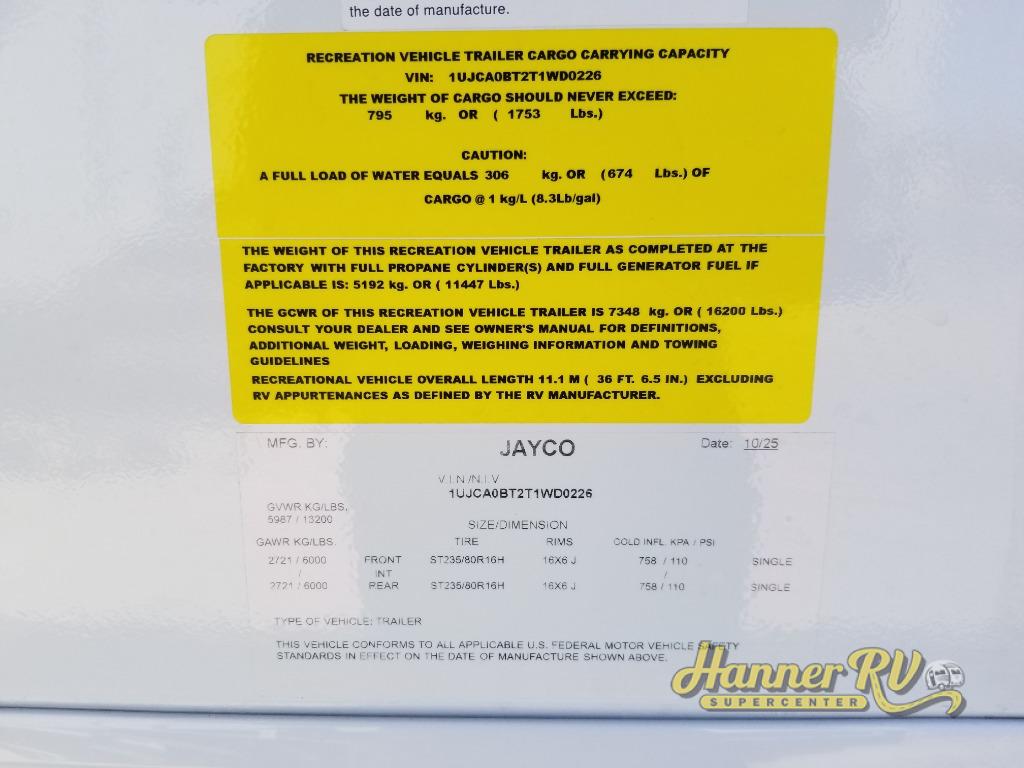 the date of manufacture.
RECREATION VEHICLE TRAILER CARGO CARRYING CAPACITY
VIN: 1UJCA0BT2T1WD0226
THE WEIGHT OF CARGO SHOULD NEVER EXCEED:
795 kg. OR ( 1753 Lbs.)
CAUTION:
A FULL LOAD OF WATER EQUALS 306 kg. OR (674 Lbs.) OF
CARGO @ 1 kg/L (8.3Lb/gal)
THE WEIGHT OF THIS RECREATION VEHICLE TRAILER AS COMPLETED AT THE
FACTORY WITH FULL PROPANE CYLINDER(S) AND FULL GENERATOR FUEL IF
APPLICABLE IS: 5192 kg. OR ( 11447 Lbs.)
THE GCWR OF THIS RECREATION VEHICLE TRAILER IS 7348 kg. OR ( 16200 Lbs.)
CONSULT YOUR DEALER AND SEE OWNER'S MANUAL FOR DEFINITIONS,
ADDITIONAL WEIGHT, LOADING, WEIGHING INFORMATION AND TOWING
GUIDELINES
RECREATIONAL VEHICLE OVERALL LENGTH 11.1 M ( 36 FT. 6.5 IN.) EXCLUDING
RV APPURTENANCES AS DEFINED BY THE RV MANUFACTURER.
MFG. BY: JAYCO Date: 10/25
V.I.N/N.I.V
1UJCA0BT2T1WD0226
GVWR KG/LBS.
5987 / 13200
SIZE/DIMENSION
GAWR KG/LBS. TIRE RIMS COLD INFL. KPA / PSI
2721 / 6000 FRONT ST235/80R16H 16X6 J 758 / 110 SINGLE
/ INT /
2721 / 6000 REAR ST235/80R16H 16X6 J 758 / 110 SINGLE
TYPE OF VEHICLE: TRAILER
THIS VEHICLE CONFORMS TO ALL APPLICABLE U.S. FEDERAL MOTOR VEHICLE SAFETY
STANDARDS IN EFFECT ON THE DATE OF MANUFACTURE SHOWN ABOVE.
Hanner RV
SUPERCENTER